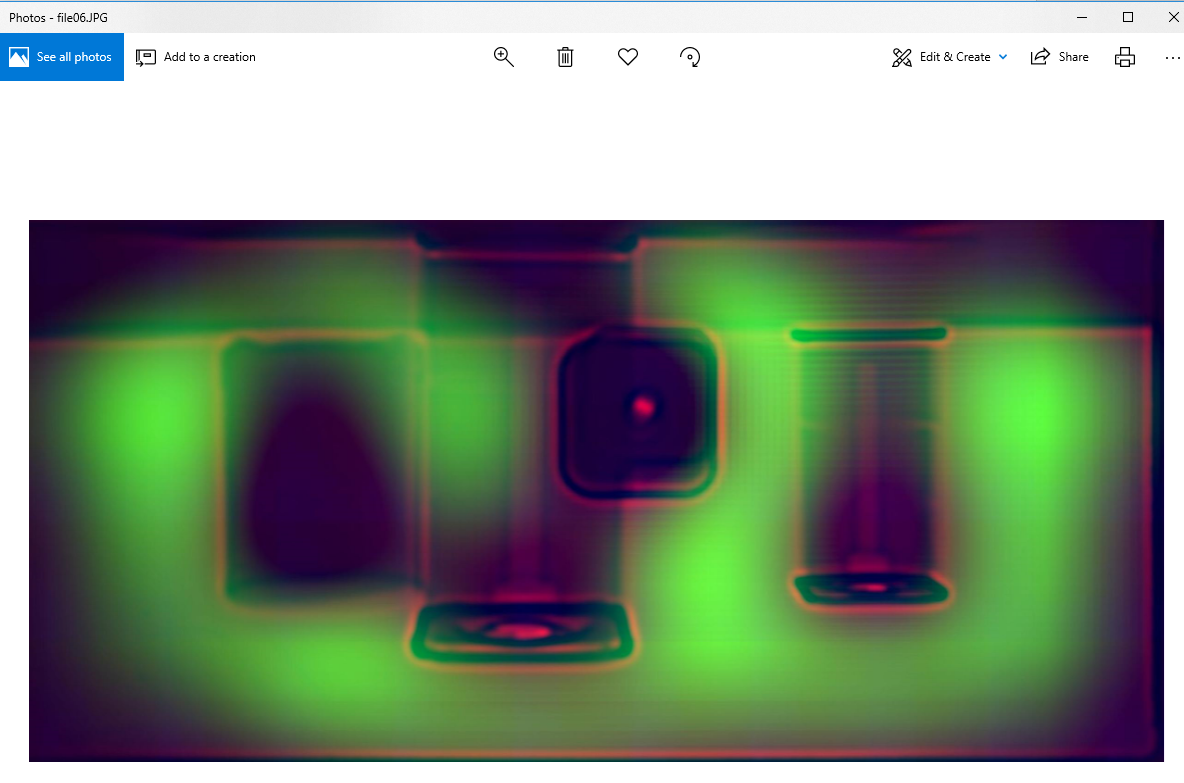 Photos - file06.JPG
See all photos
Add to a creation
Edit & Create
Share